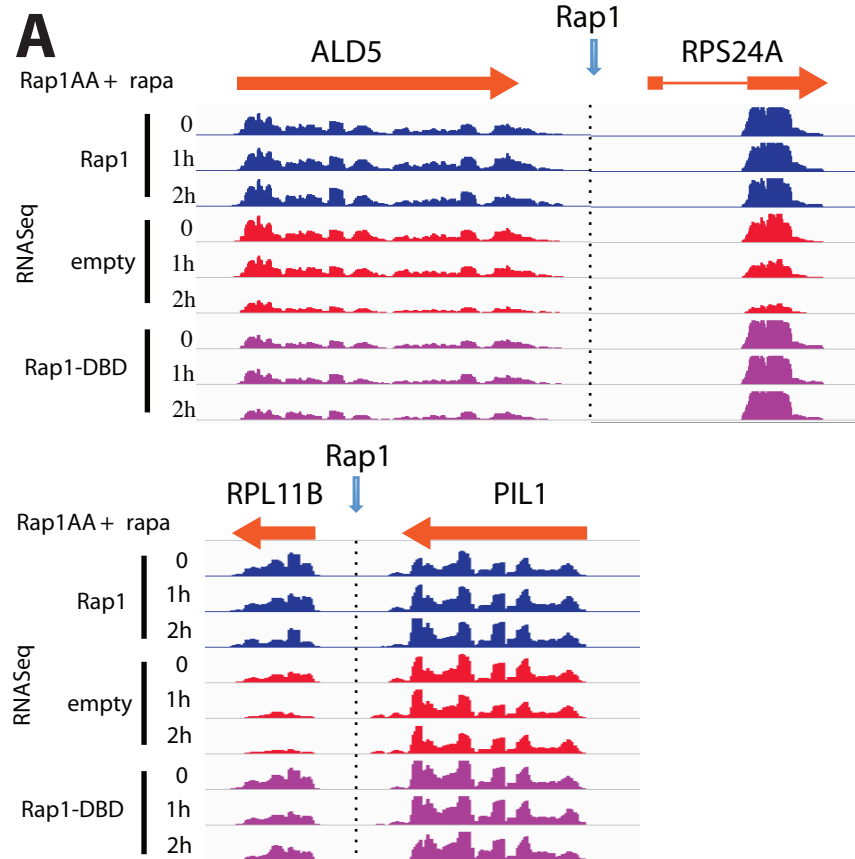 A
Rap1
ALD5 RPS24A
Rap1AA + rapa
0
Rap1 1h
2h
0
empty 1h
2h
0
Rap1-DBD 1h
2h
RNASeq
Rap1
RPL11B PIL1
Rap1AA + rapa
0
Rap1 1h
2h
0
empty 1h
2h
0
Rap1-DBD 1h
2h
RNASeq